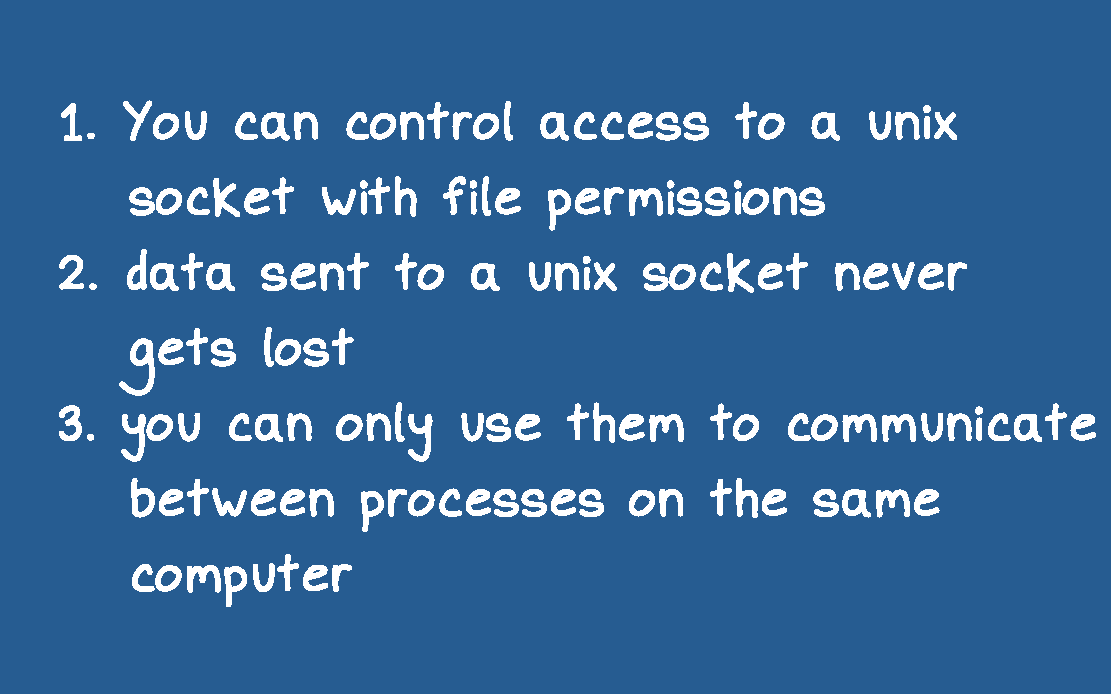 1. You can control access to a unix
socket with file permissions
2. data sent to a unix socket never
gets lost
3. you can only use them to communicate
between processes on the same
computer